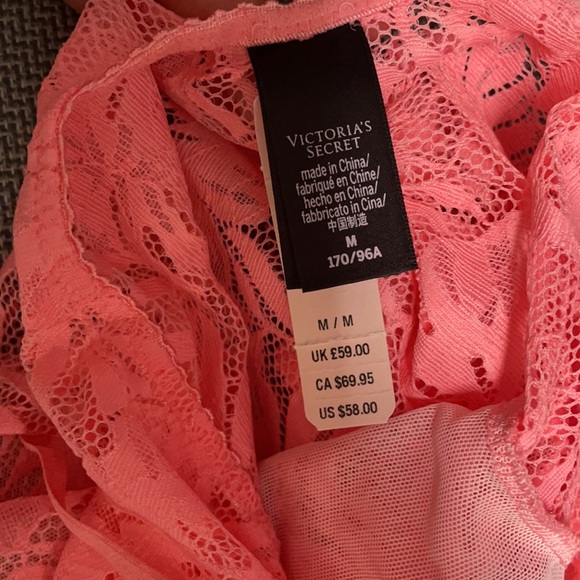 VICTORIA'S
SECRET
made in China/
fabriqué en Chine/
hecho en China/
fabbricato in Cina/
中国制造
M
170/96A
M / M
UK £59.00
CA $69.95
US $58.00